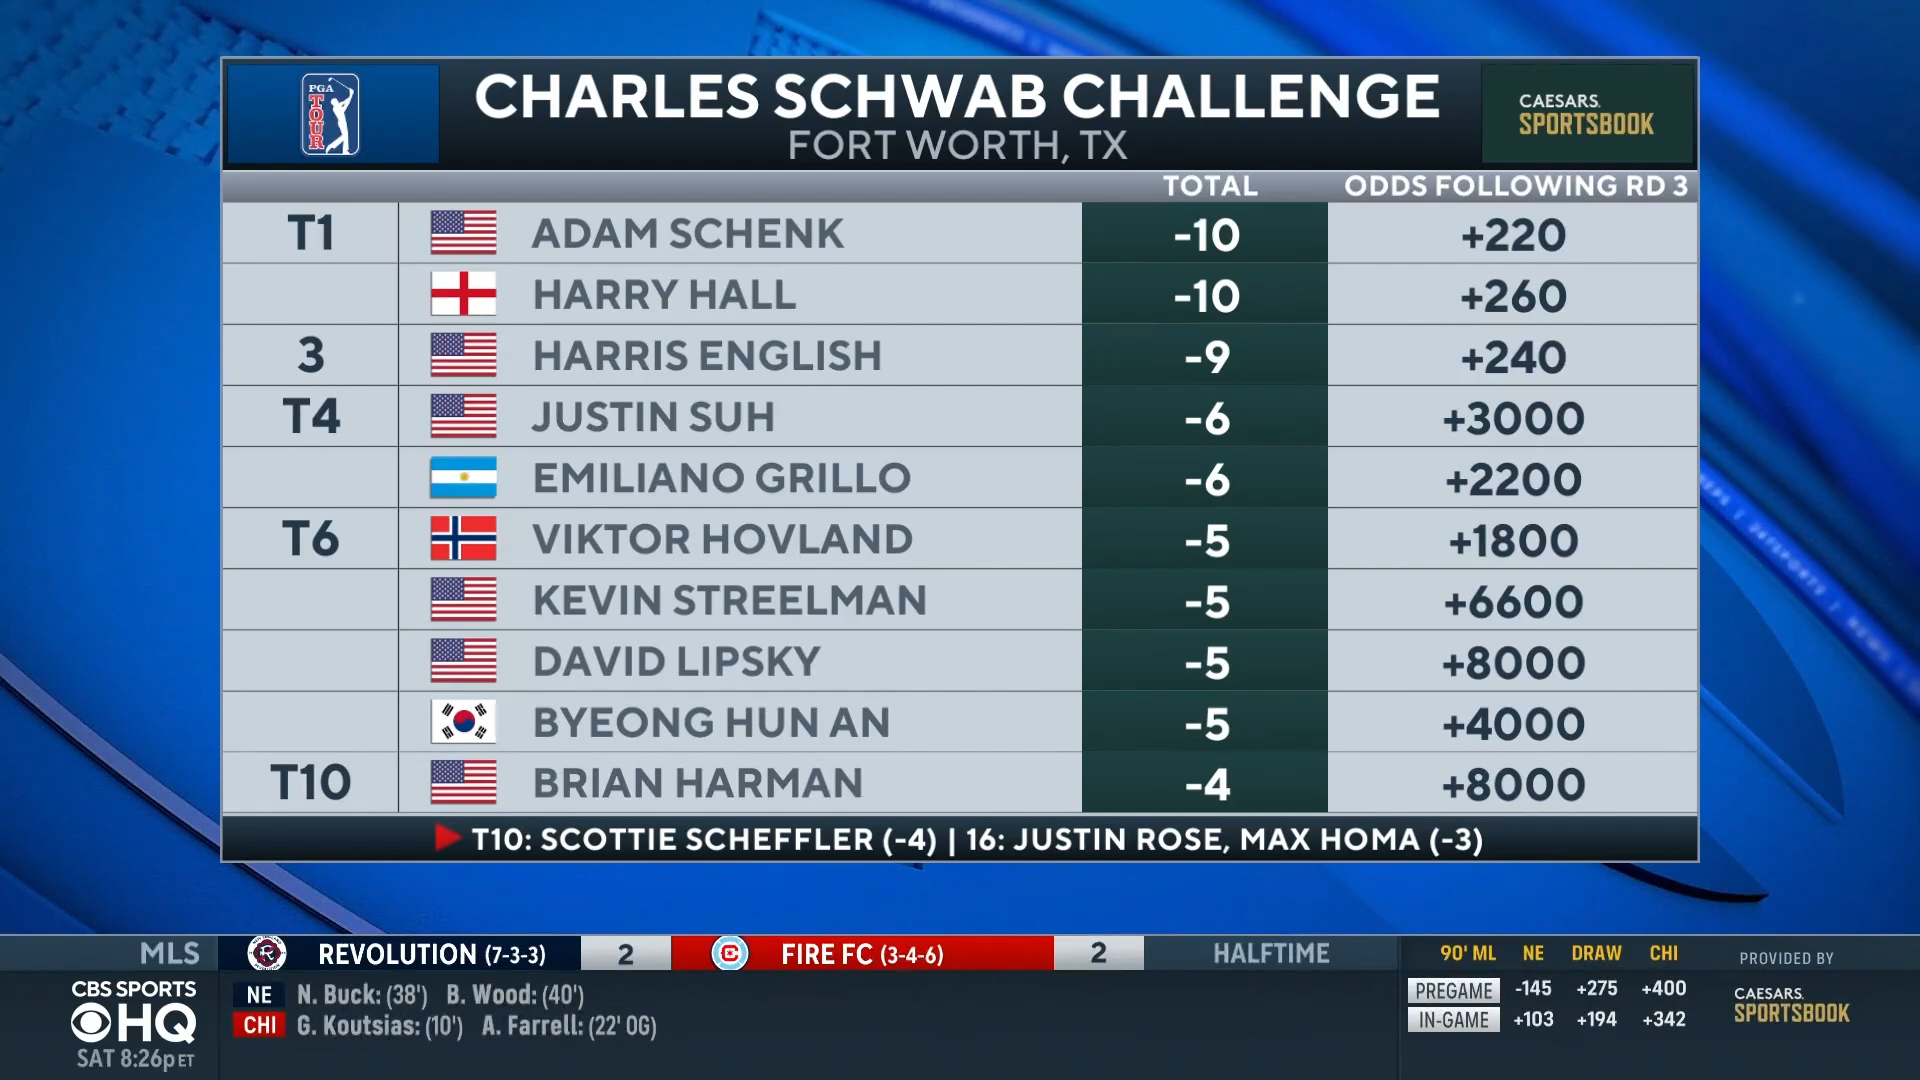 PGA TOUR
CHARLES SCHWAB CHALLENGE
FORT WORTH, TX
CAESARS
SPORTSBOOK
TOTAL ODDS FOLLOWING RD 3
T1 ADAM SCHENK -10 +220
HARRY HALL -10 +260
3 HARRIS ENGLISH -9 +240
T4 JUSTIN SUH -6 +3000
EMILIANO GRILLO -6 +2200
T6 VIKTOR HOVLAND -5 +1800
KEVIN STREELMAN -5 +6600
DAVID LIPSKY -5 +8000
BYEONG HUN AN -5 +4000
T10 BRIAN HARMAN -4 +8000
T10: SCOTTIE SCHEFFLER (-4) | 16: JUSTIN ROSE, MAX HOMA (-3)
MLS REVOLUTION (7-3-3) 2 FIRE FC (3-4-6) 2 HALFTIME
NE N. Buck: (38') B. Wood: (40')
CHI G. Koutsias: (10') A. Farrell: (22' OG)
CBS SPORTS
HQ
SAT 8:26p ET
90' ML NE DRAW CHI
PREGAME -145 +275 +400
IN-GAME +103 +194 +342
PROVIDED BY
CAESARS
SPORTSBOOK